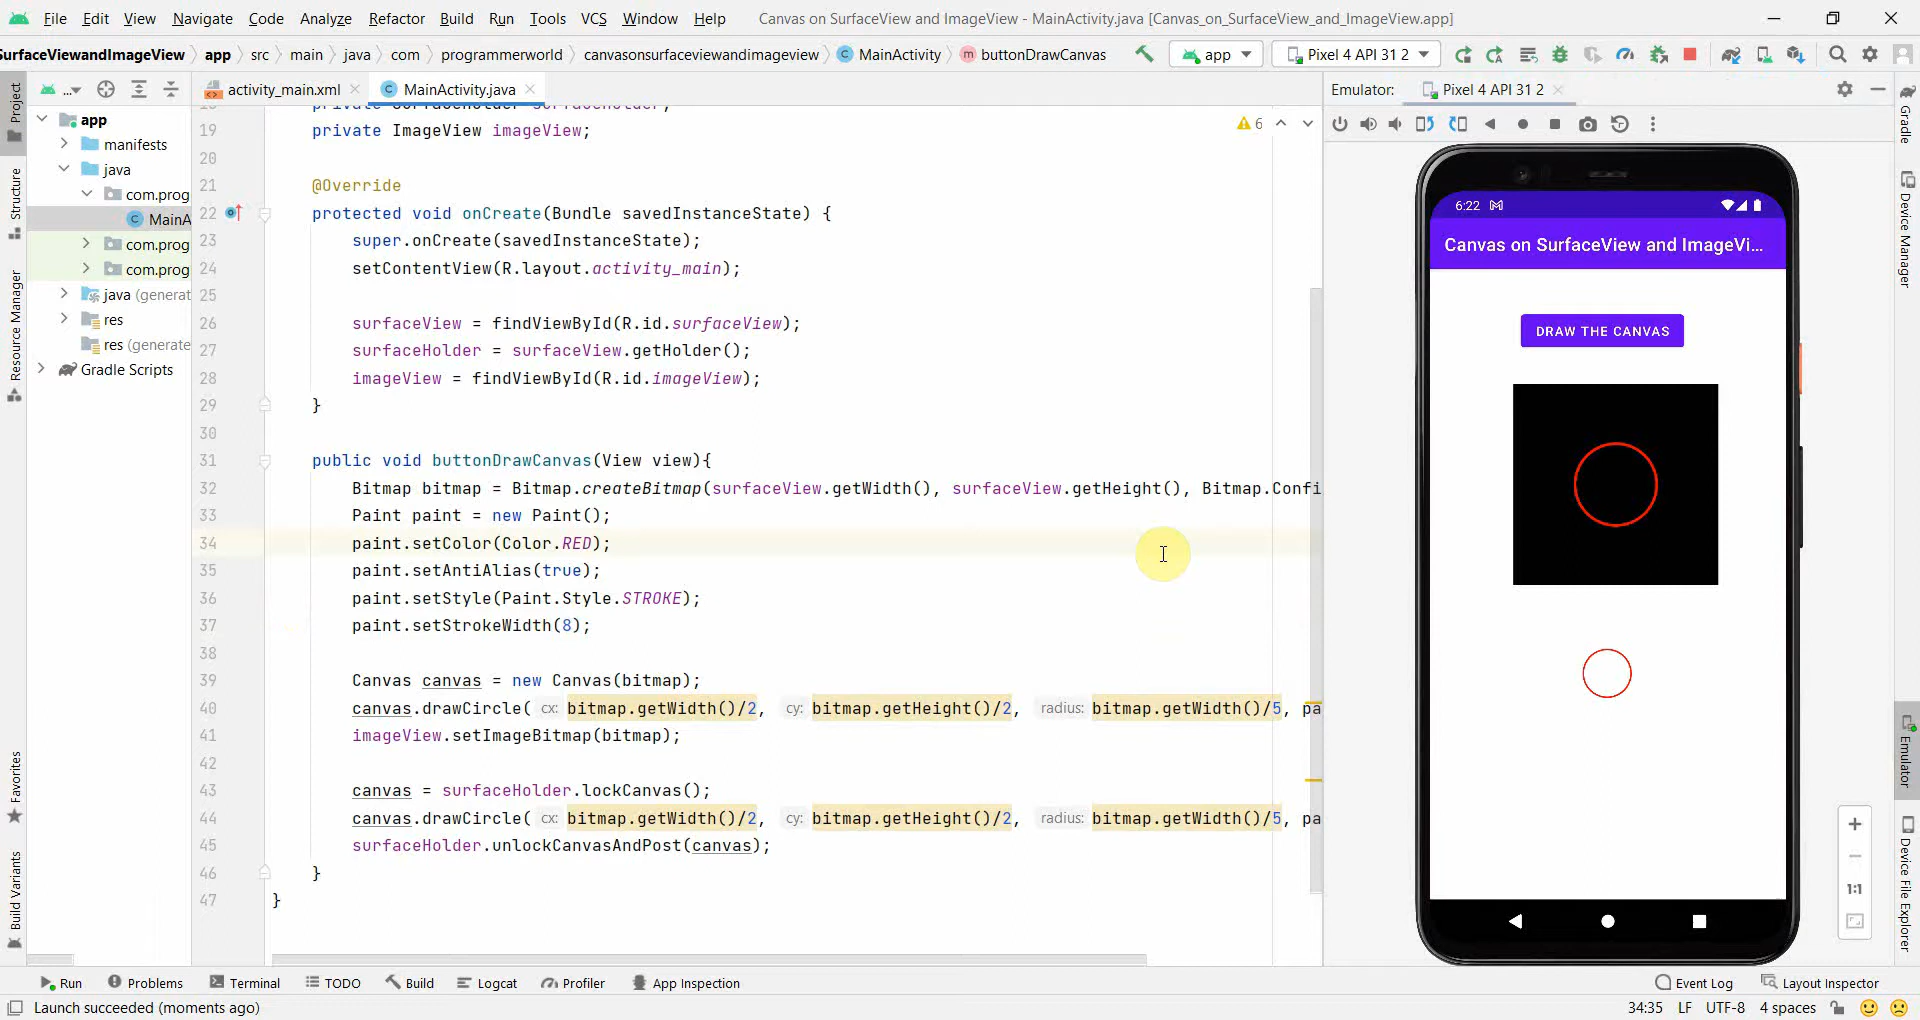 File Edit View Navigate Code Analyze Refactor Build Run Tools VCS Window Help Canvas on SurfaceView and ImageView - MainActivity.java [Canvas_on_SurfaceView_and_ImageView.app]
SurfaceViewandImageView app src main java com programmerworld canvasonsurfaceviewandimageview MainActivity buttonDrawCanvas app Pixel 4 API 31 2
Project
Structure
Resource Manager
Favorites
Build Variants
...
app
manifests
java
com.prog
MainA
com.prog
com.prog
java (generat
res
res (generate
Gradle Scripts
activity_main.xml MainActivity.java
6
19 private ImageView imageView;
20
21 @Override
22 protected void onCreate(Bundle savedInstanceState) {
23 super.onCreate(savedInstanceState);
24 setContentView(R.layout.activity_main);
25
26 surfaceView = findViewById(R.id.surfaceView);
27 surfaceHolder = surfaceView.getHolder();
28 imageView = findViewById(R.id.imageView);
29 }
30
31 public void buttonDrawCanvas(View view){
32 Bitmap bitmap = Bitmap.createBitmap(surfaceView.getWidth(), surfaceView.getHeight(), Bitmap.Confi
33 Paint paint = new Paint();
34 paint.setColor(Color.RED);
35 paint.setAntiAlias(true);
36 paint.setStyle(Paint.Style.STROKE);
37 paint.setStrokeWidth(8);
38
39 Canvas canvas = new Canvas(bitmap);
40 canvas.drawCircle( cx: bitmap.getWidth()/2, cy: bitmap.getHeight()/2, radius: bitmap.getWidth()/5, pa
41 imageView.setImageBitmap(bitmap);
42
43 canvas = surfaceHolder.lockCanvas();
44 canvas.drawCircle( cx: bitmap.getWidth()/2, cy: bitmap.getHeight()/2, radius: bitmap.getWidth()/5, pa
45 surfaceHolder.unlockCanvasAndPost(canvas);
46 }
47 }
Emulator: Pixel 4 API 31 2
6:22
Canvas on SurfaceView and ImageVi...
DRAW THE CANVAS
1:1
Gradle
Device Manager
Emulator
Device File Explorer
Run Problems Terminal TODO Build Logcat Profiler App Inspection Event Log Layout Inspector
Launch succeeded (moments ago) 34:35 LF UTF-8 4 spaces